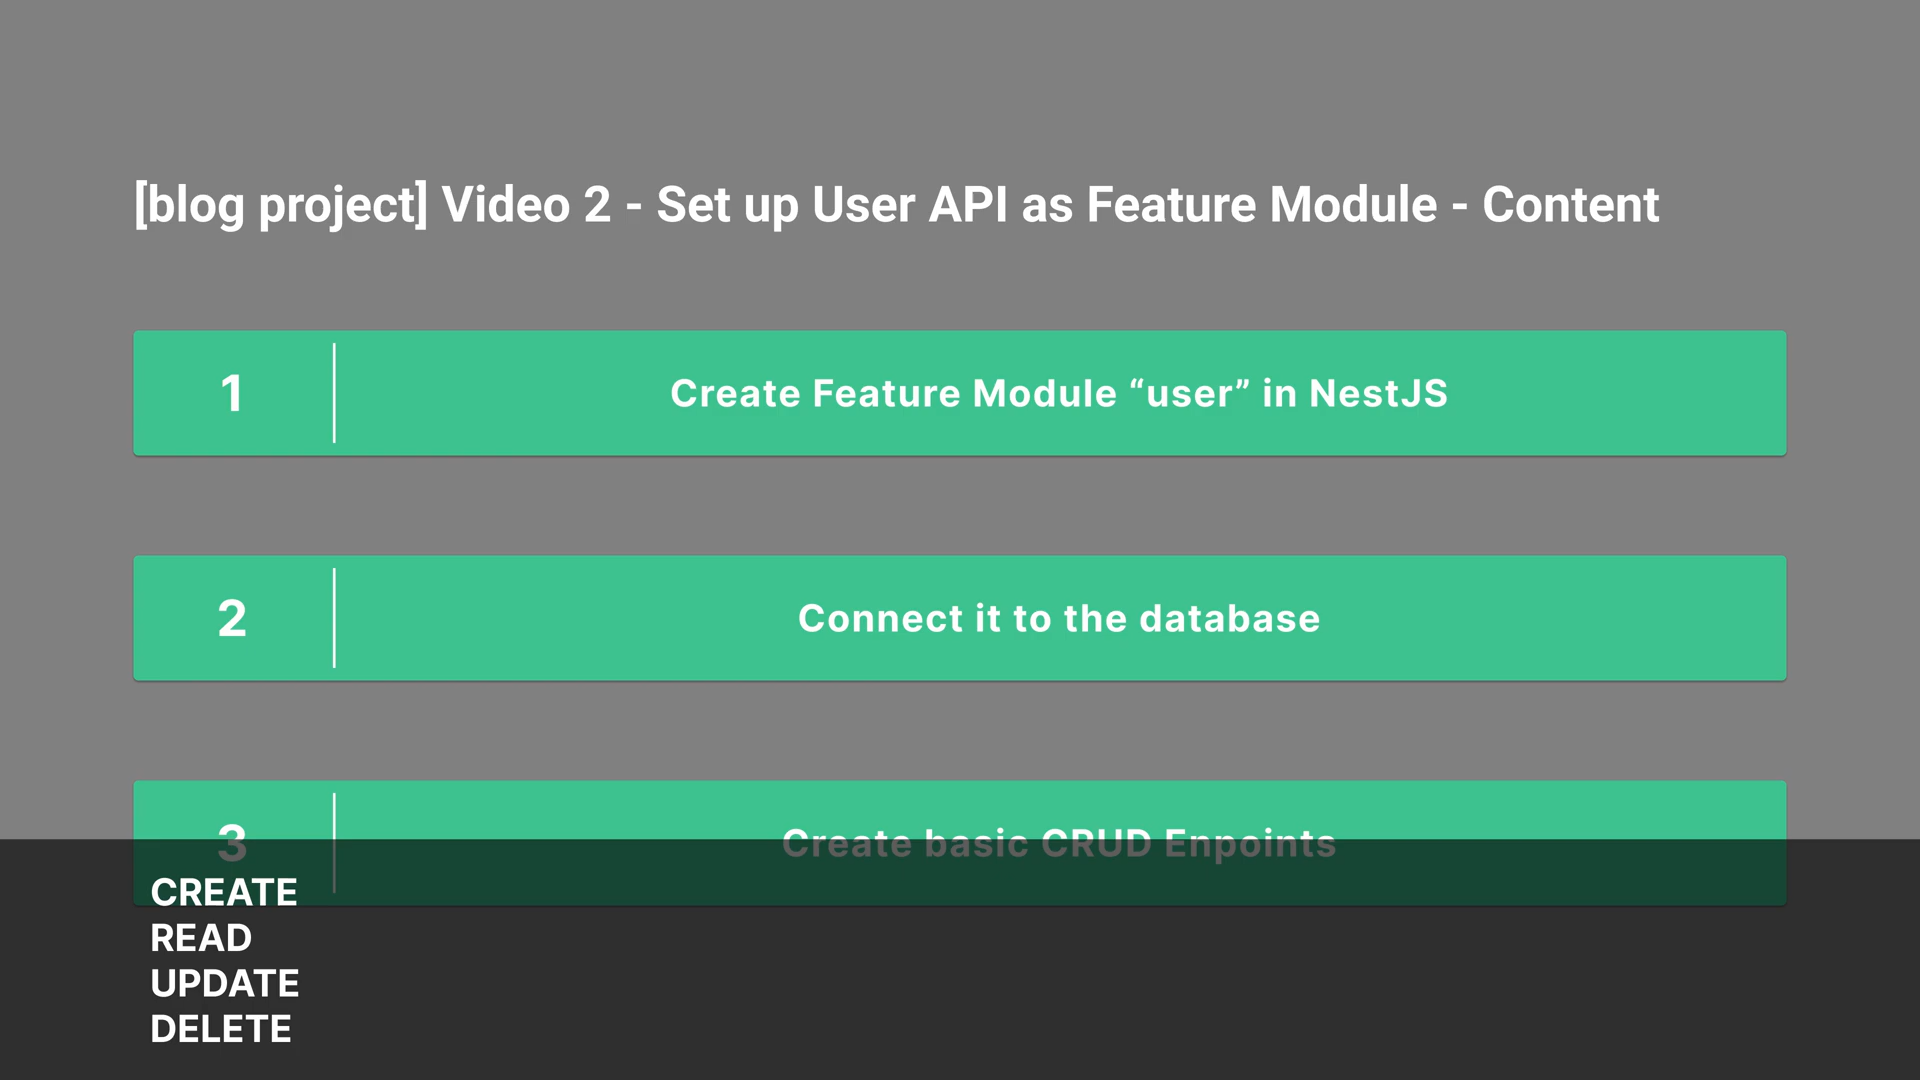 [blog project] Video 2 - Set up User API as Feature Module - Content
1 Create Feature Module “user” in NestJS
2 Connect it to the database
3 Create basic CRUD Enpoints
CREATE
READ
UPDATE
DELETE